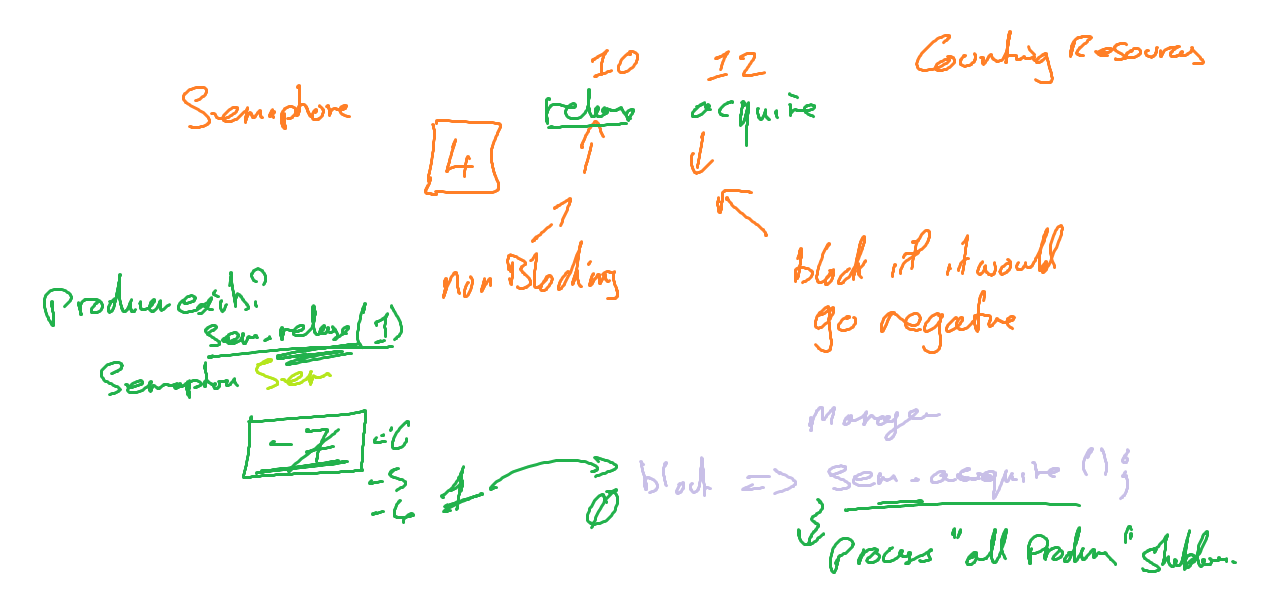 Counting Resources
10 12
Semaphore
release acquire
4
non Blocking
block if it would
go negative
Producer exits?
sem.release(1)
Semaphore Sem
Manager
-7
-6
-5
-4
1
0
block => sem.acquire();
Process "all Producer" Shutdown.